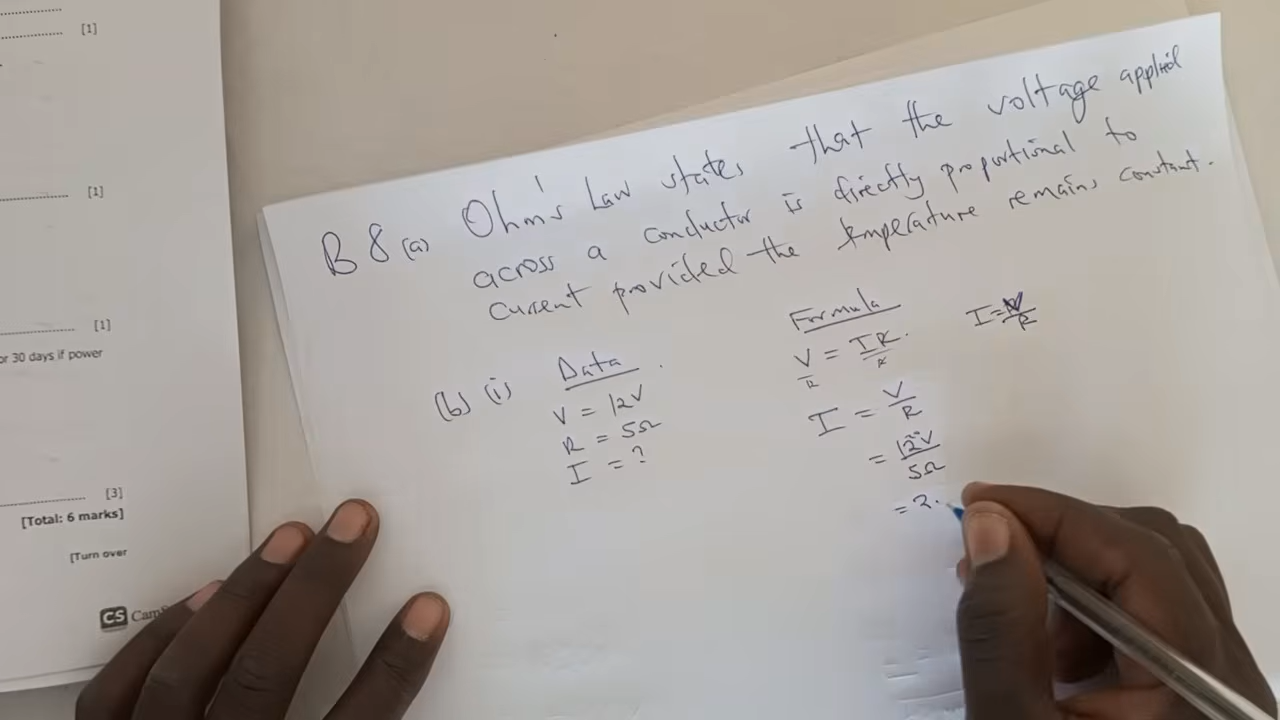 [1]
[1]
[1]
or 30 days if power
[3]
[Total: 6 marks]
[Turn over
CS Cam
B8 (a) Ohm's Law states that the voltage applied
across a conductor is directly proportional to
current provided the temperature remains constant.
(b) (i) Data
V = 12V
R = 5Ω
I = ?
Formula
V/R = IR/R
I = V/R
= 12V/5Ω
= 2.
I = V/R